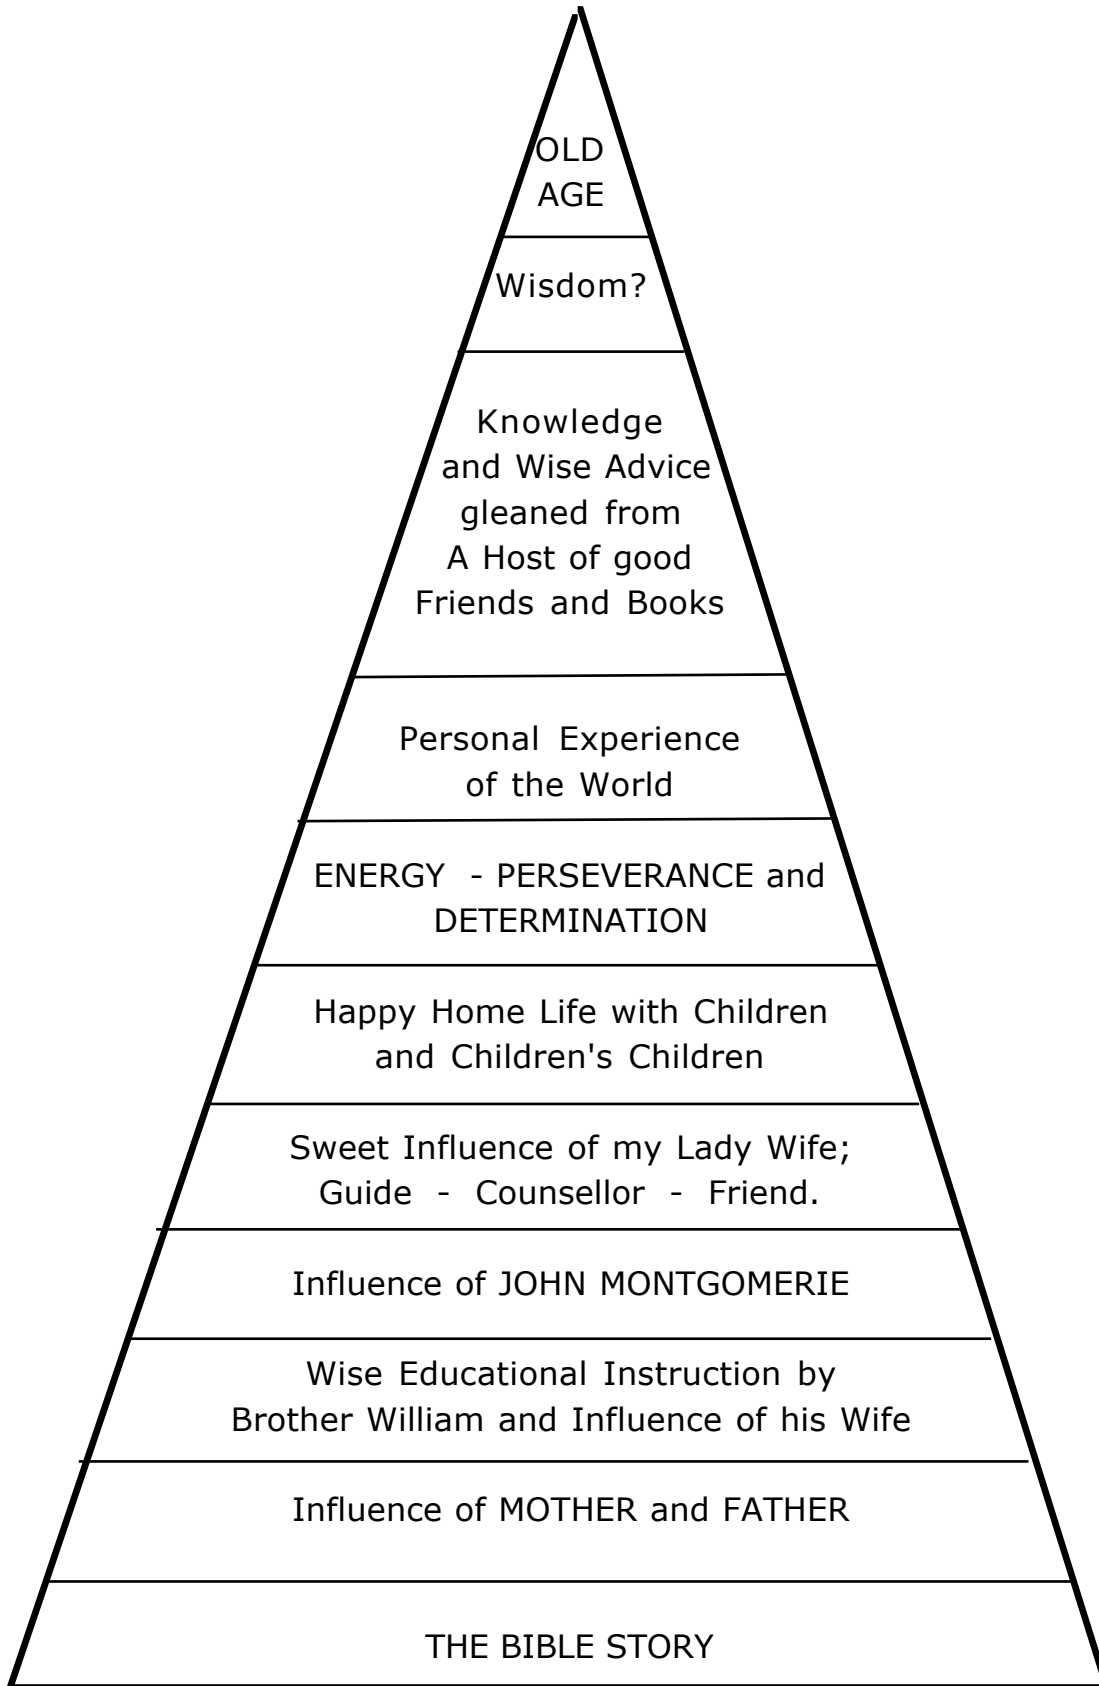 OLD
AGE
Wisdom?
Knowledge
and Wise Advice
gleaned from
A Host of good
Friends and Books
Personal Experience
of the World
ENERGY - PERSEVERANCE and
DETERMINATION
Happy Home Life with Children
and Children's Children
Sweet Influence of my Lady Wife;
Guide - Counsellor - Friend.
Influence of JOHN MONTGOMERIE
Wise Educational Instruction by
Brother William and Influence of his Wife
Influence of MOTHER and FATHER
THE BIBLE STORY